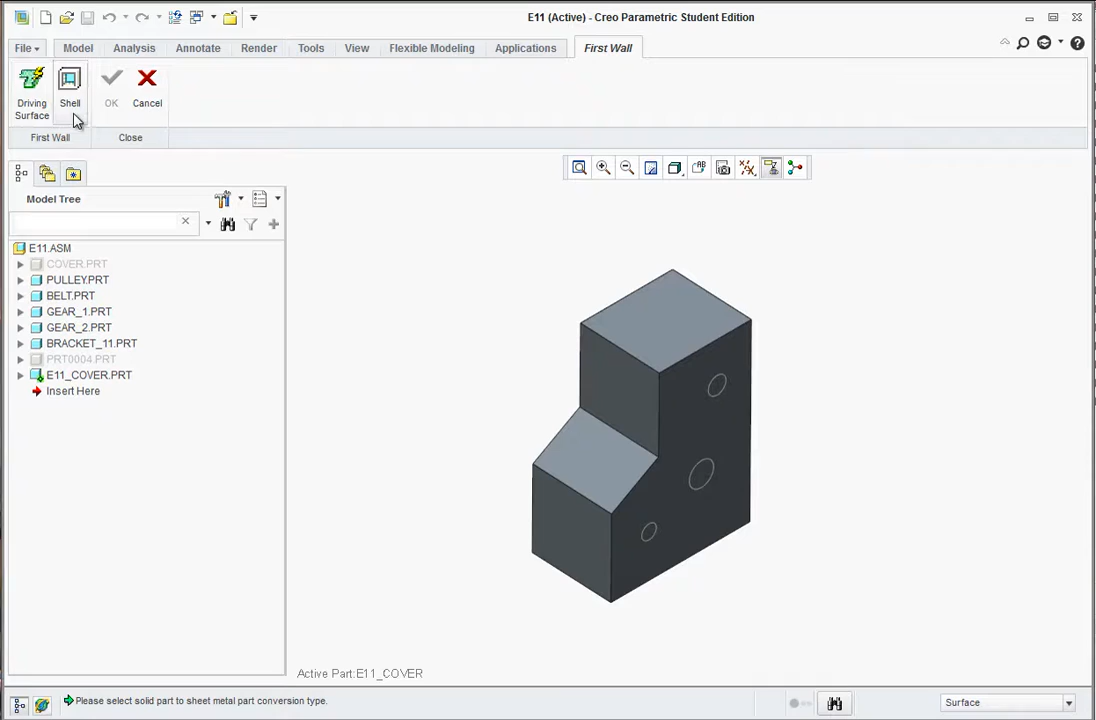 E11 (Active) - Creo Parametric Student Edition
File Model Analysis Annotate Render Tools View Flexible Modeling Applications First Wall
Driving Surface
Shell
OK
Cancel
First Wall
Close
Model Tree
E11.ASM
COVER.PRT
PULLEY.PRT
BELT.PRT
GEAR_1.PRT
GEAR_2.PRT
BRACKET_11.PRT
PRT0004.PRT
E11_COVER.PRT
Insert Here
Active Part:E11_COVER
Please select solid part to sheet metal part conversion type.
Surface